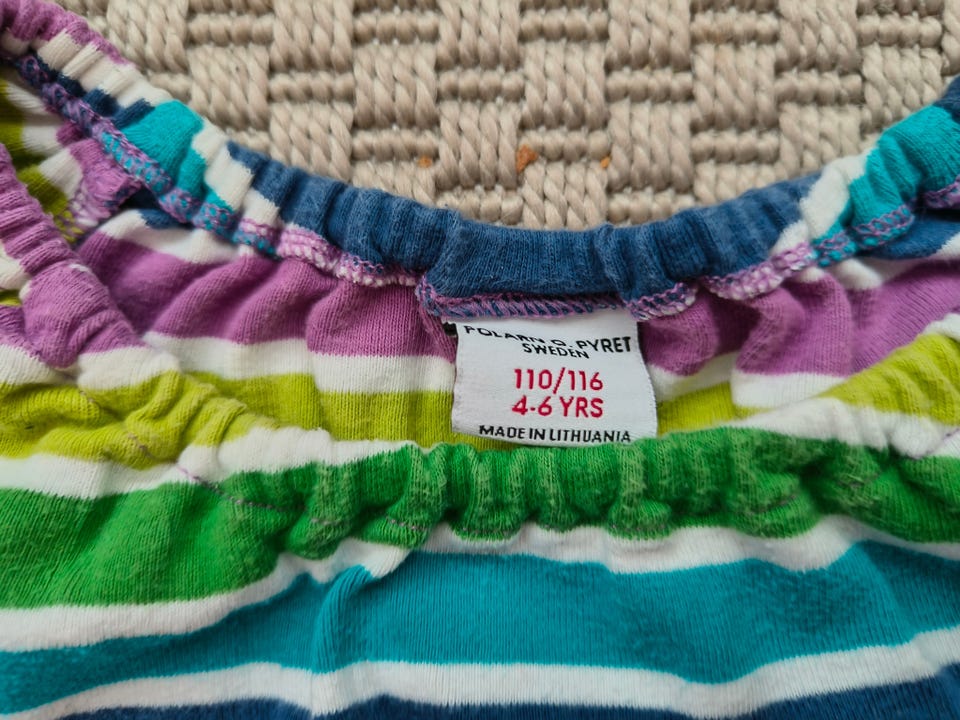 POLARN O. PYRET
SWEDEN
110/116
4-6 YRS
MADE IN LITHUANIA